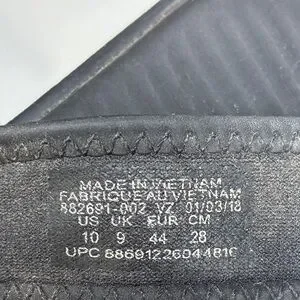 MADE IN VIETNAM
FABRIQUE AU VIETNAM
882691-002 VZ 01/03/18
US UK EUR CM
10 9 44 28
UPC